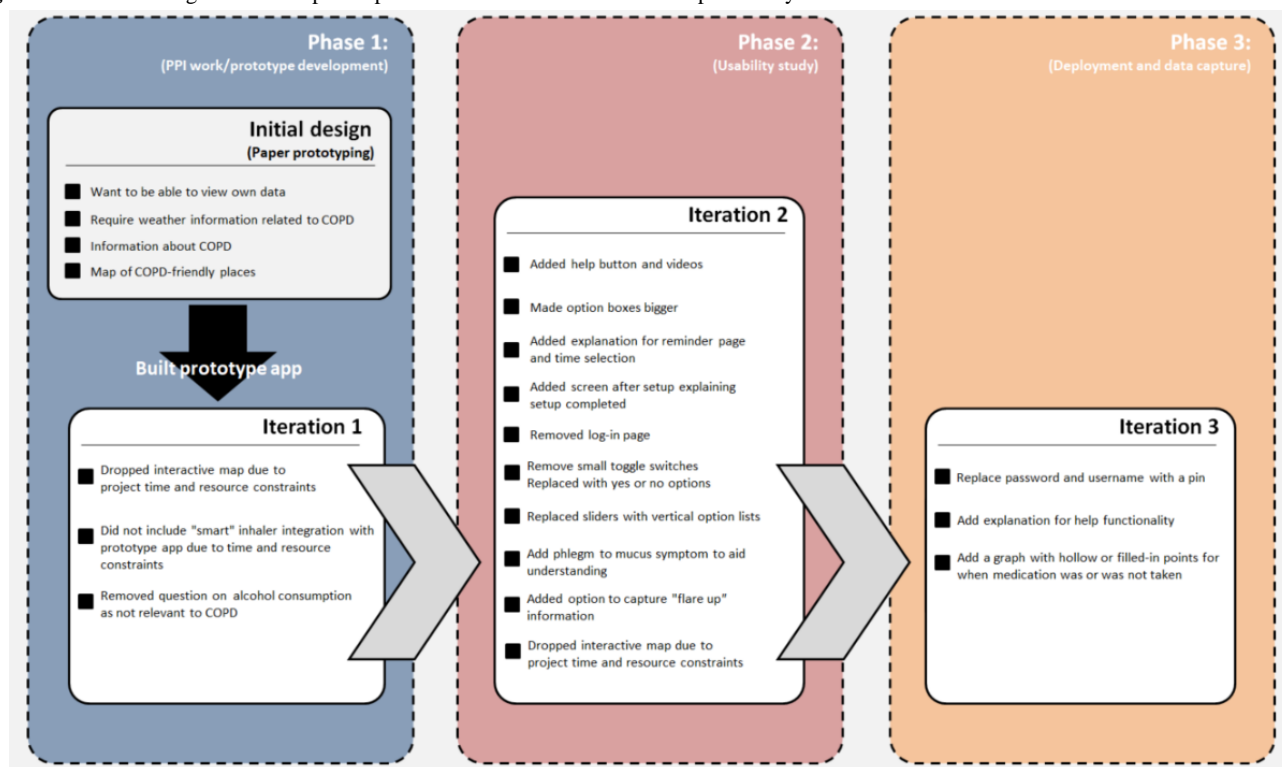 Phase 1:
(PPI work/prototype development)
Initial design
(Paper prototyping)
Want to be able to view own data
Require weather information related to COPD
Information about COPD
Map of COPD-friendly places
Built prototype app
Iteration 1
Dropped interactive map due to
project time and resource constraints
Did not include "smart" inhaler integration with
prototype app due to time and resource
constraints
Removed question on alcohol consumption
as not relevant to COPD
Phase 2:
(Usability study)
Iteration 2
Added help button and videos
Made option boxes bigger
Added explanation for reminder page
and time selection
Added screen after setup explaining
setup completed
Removed log-in page
Remove small toggle switches
Replaced with yes or no options
Replaced sliders with vertical option lists
Add phlegm to mucus symptom to aid
understanding
Added option to capture "flare up"
information
Dropped interactive map due to
project time and resource constraints
Phase 3:
(Deployment and data capture)
Iteration 3
Replace password and username with a pin
Add explanation for help functionality
Add a graph with hollow or filled-in points for
when medication was or was not taken